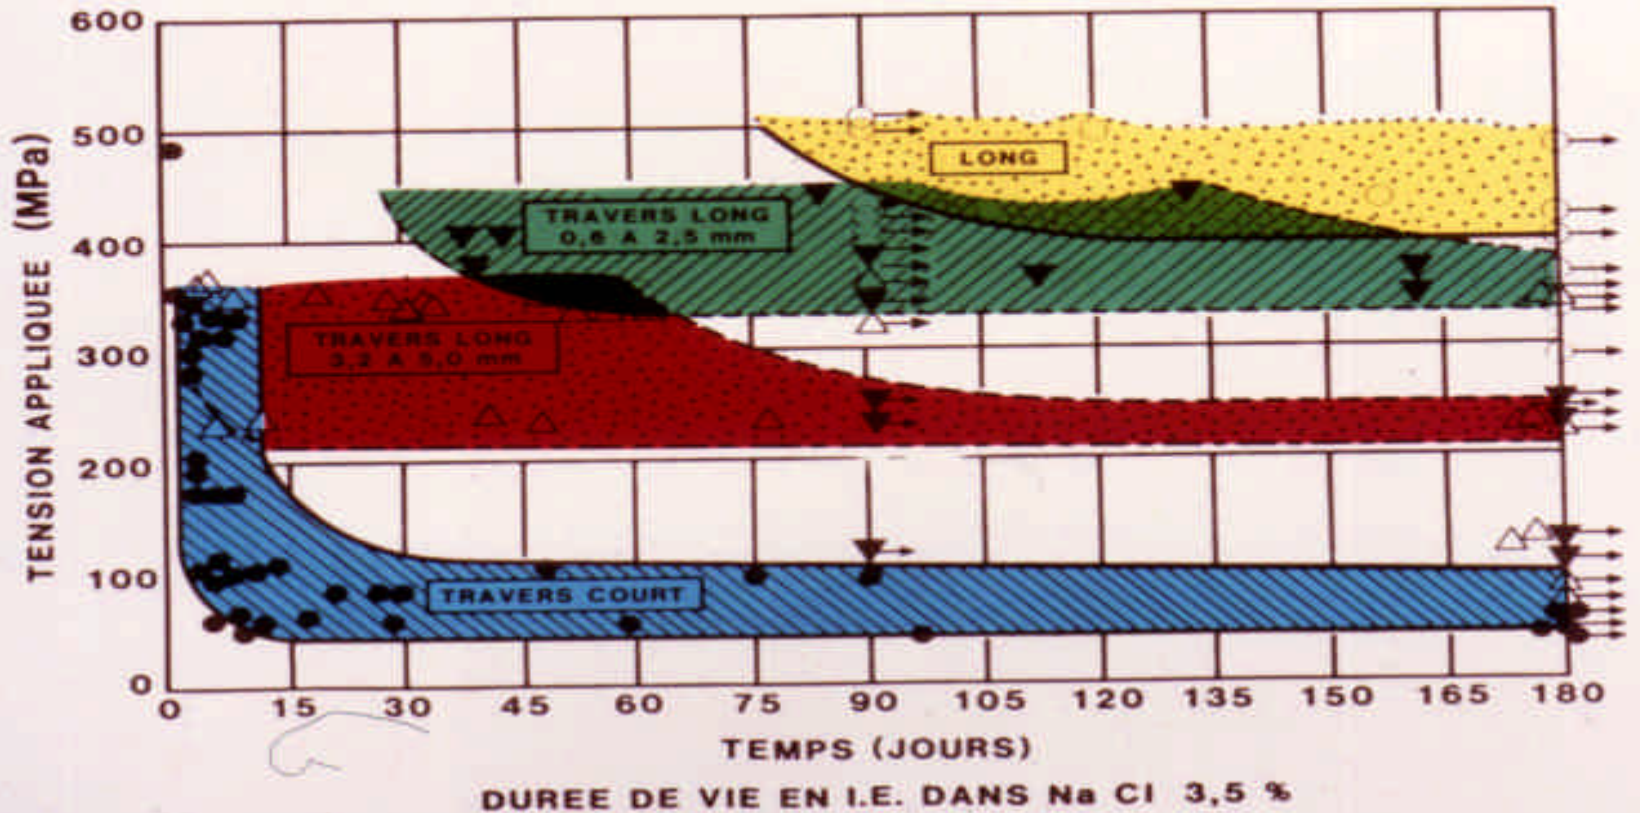 600
500
400
300
200
100
0
TENSION APPLIQUEE (MPa)
LONG
TRAVERS LONG
0,6 A 2,5 mm
TRAVERS LONG
3,2 A 5,0 mm
TRAVERS COURT
0 15 30 45 60 75 90 105 120 135 150 165 180
TEMPS (JOURS)
DUREE DE VIE EN I.E. DANS Na Cl 3,5 %